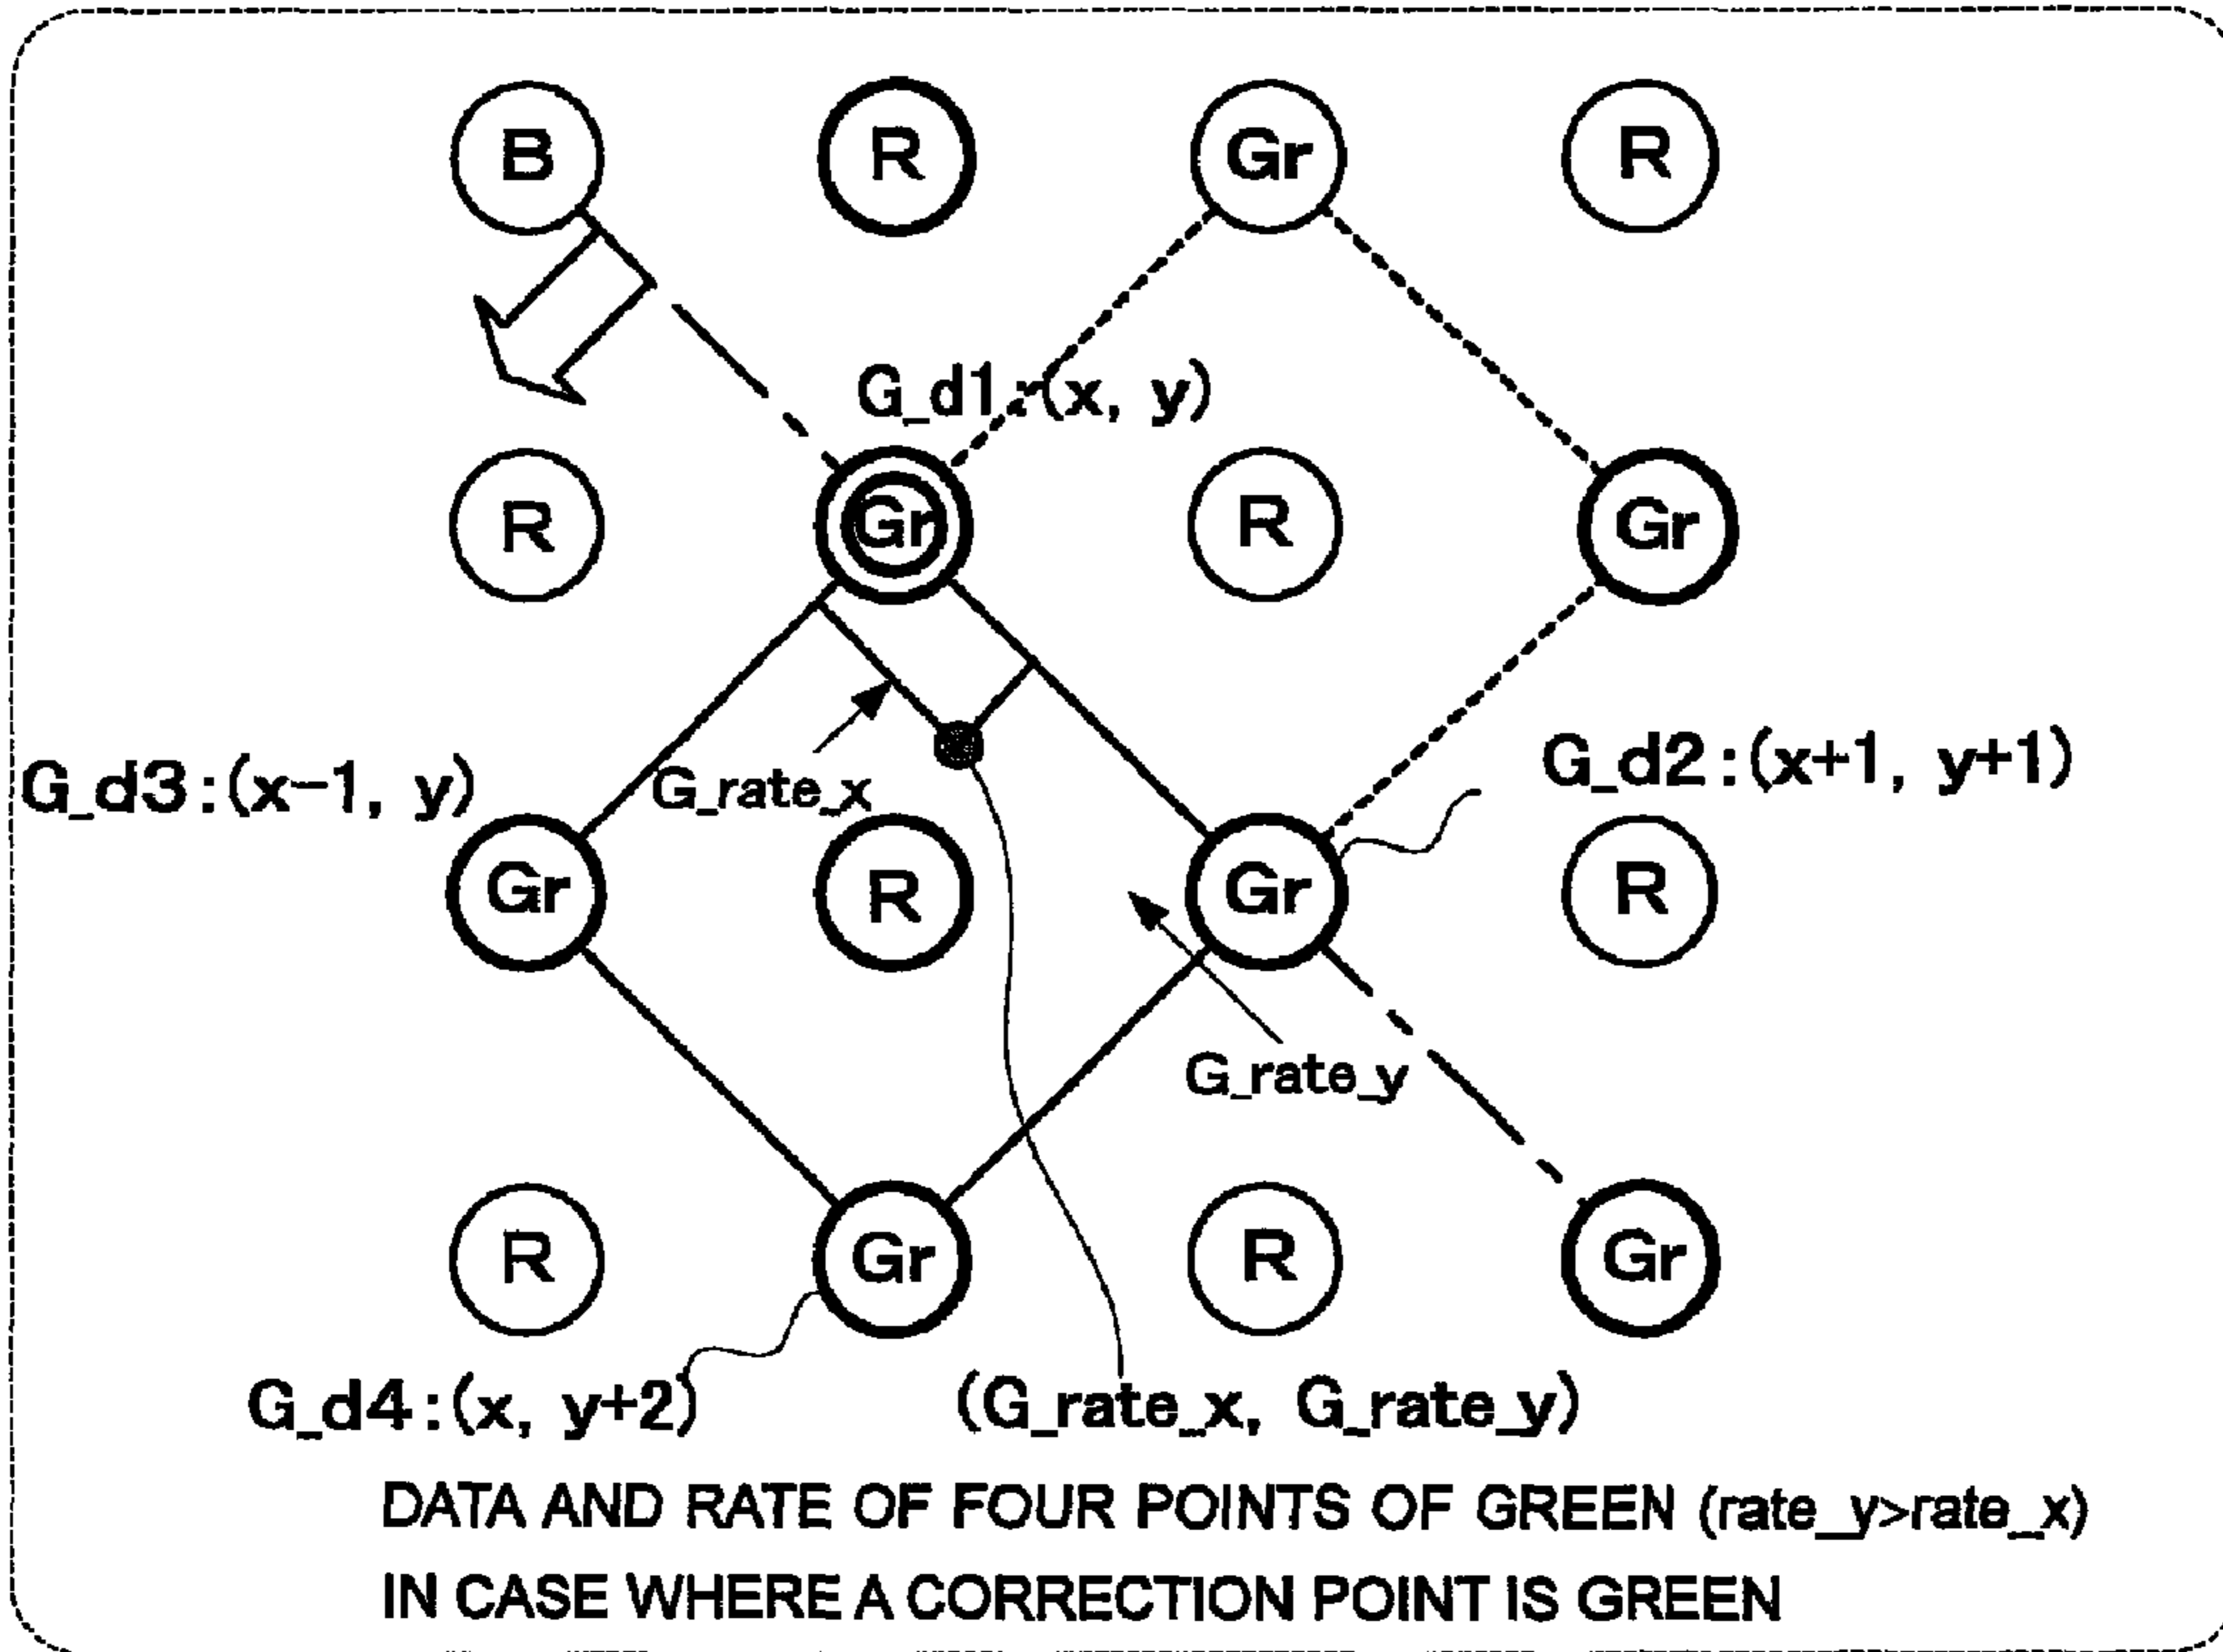 B R Gr R
G_d1:(x, y)
R Gr R Gr
G_d3:(x-1, y) G_rate_x G_d2:(x+1, y+1)
Gr R Gr R
G_rate_y
R Gr R Gr
G_d4:(x, y+2) (G_rate_x, G_rate_y)
DATA AND RATE OF FOUR POINTS OF GREEN (rate_y>rate_x)
IN CASE WHERE A CORRECTION POINT IS GREEN